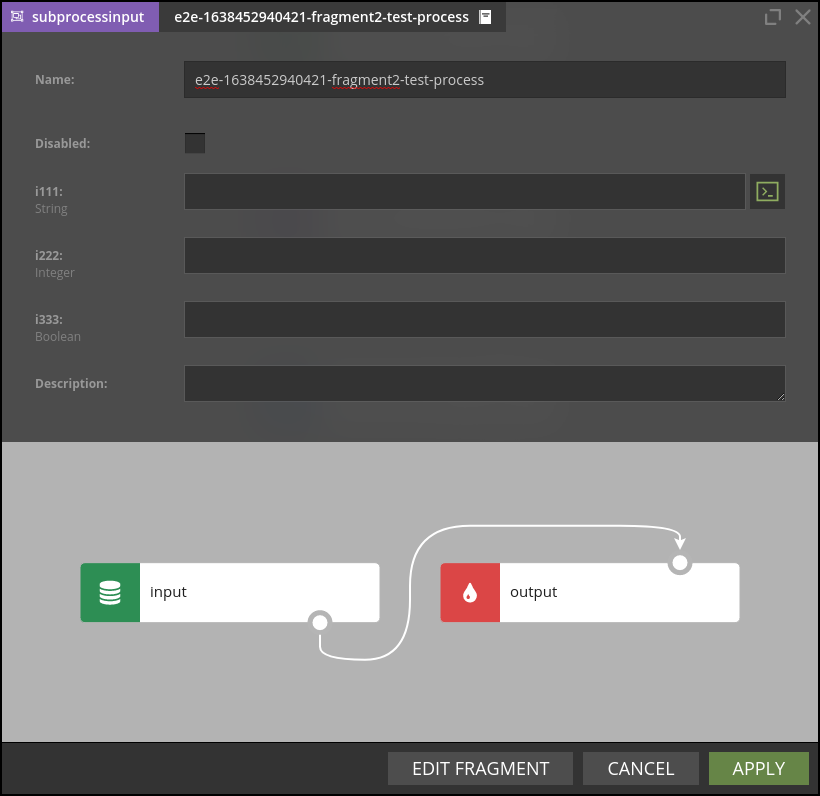 subprocessinput
e2e-1638452940421-fragment2-test-process
Name:
e2e-1638452940421-fragment2-test-process
Disabled:
i111:
String
i222:
Integer
i333:
Boolean
Description:
input
output
EDIT FRAGMENT
CANCEL
APPLY